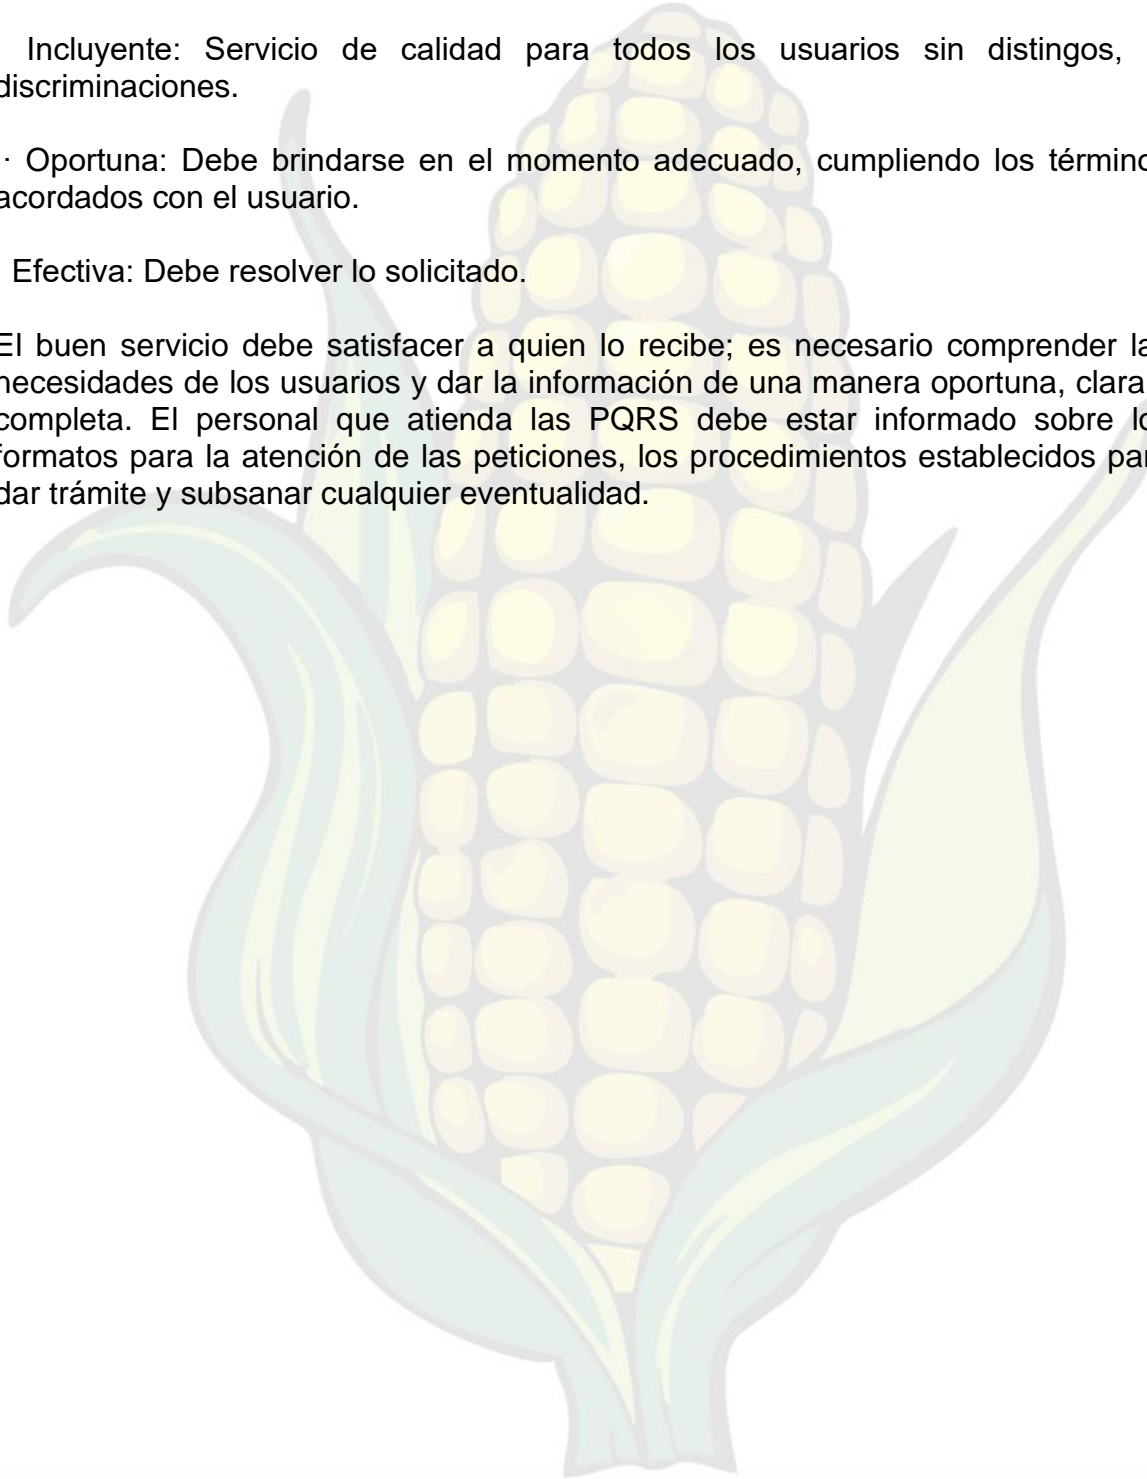 Incluyente: Servicio de calidad para todos los usuarios sin distingos,
discriminaciones.
· Oportuna: Debe brindarse en el momento adecuado, cumpliendo los término
acordados con el usuario.
Efectiva: Debe resolver lo solicitado.
El buen servicio debe satisfacer a quien lo recibe; es necesario comprender la
necesidades de los usuarios y dar la información de una manera oportuna, clara
completa. El personal que atienda las PQRS debe estar informado sobre lo
formatos para la atención de las peticiones, los procedimientos establecidos par
dar trámite y subsanar cualquier eventualidad.